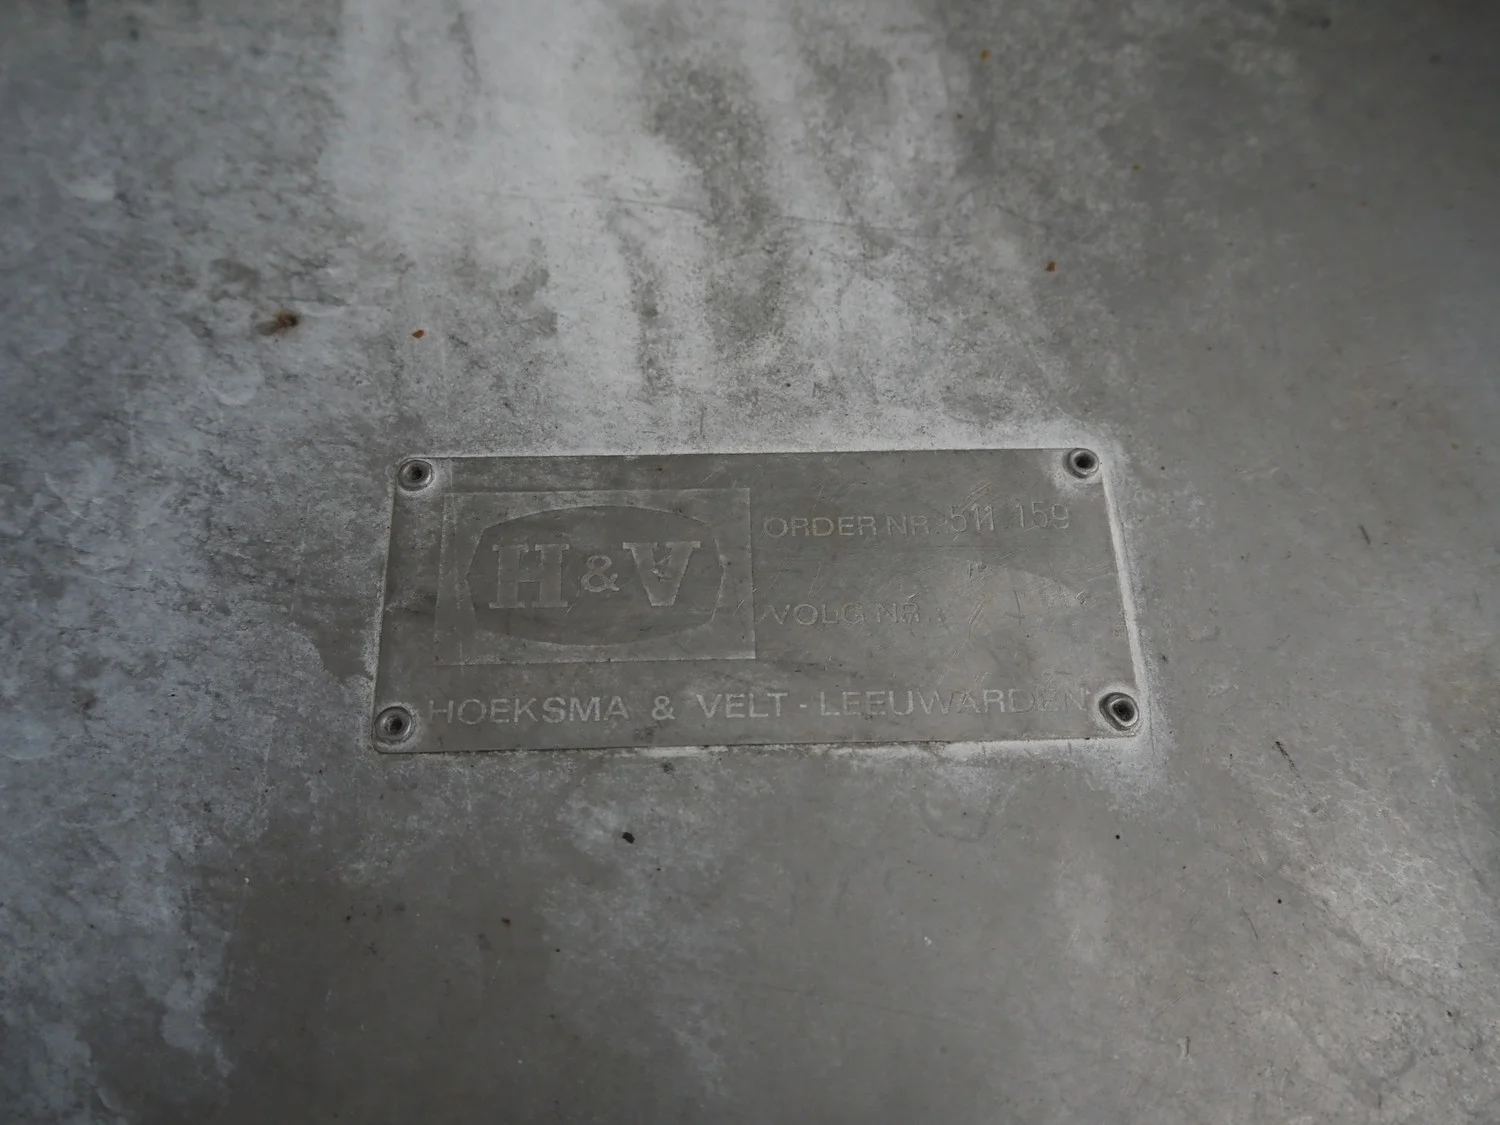 H&V
ORDER NR. 511 159
VOLG NR.
HOEKSMA & VELT - LEEUWARDEN